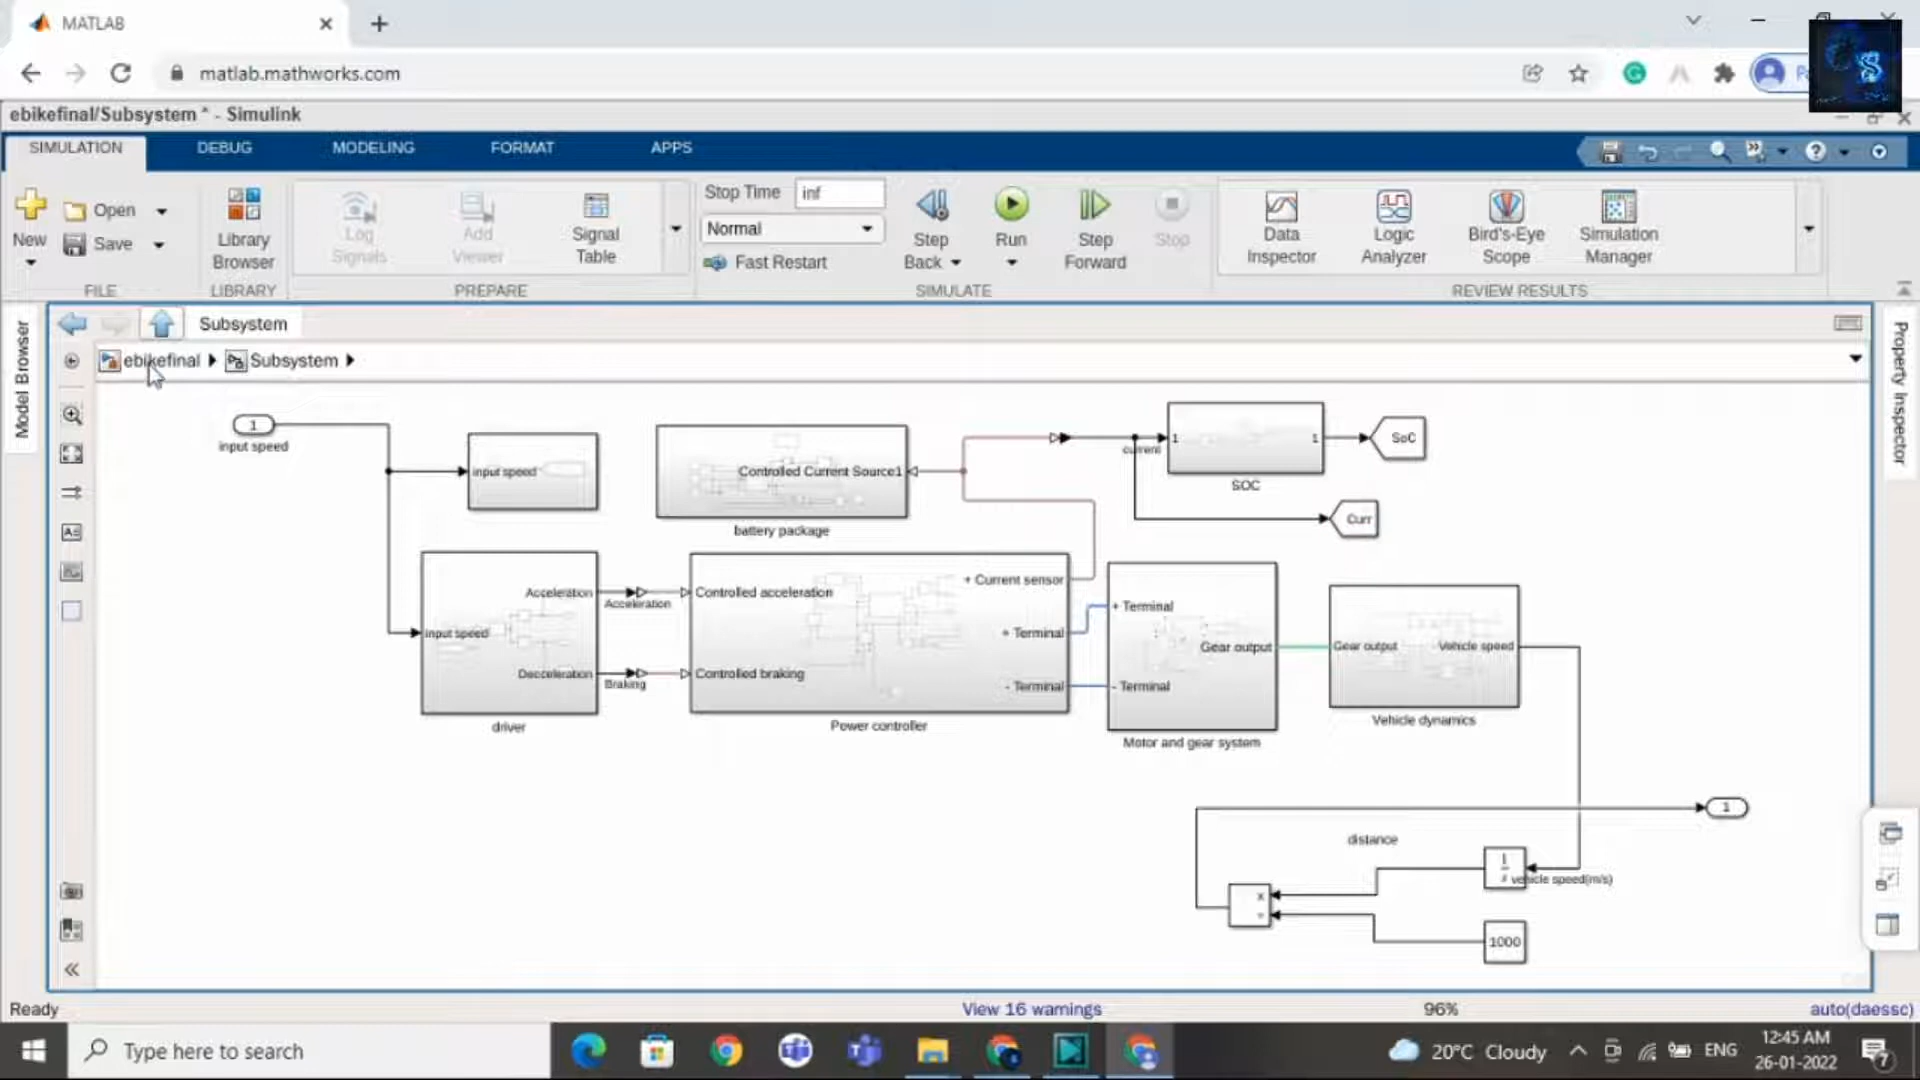 MATLAB
matlab.mathworks.com
ebikefinal/Subsystem * - Simulink
SIMULATION
DEBUG
MODELING
FORMAT
APPS
New
Open
Save
FILE
Library
Browser
LIBRARY
Log
Signals
Add
Viewer
Signal
Table
PREPARE
Stop Time
inf
Normal
Fast Restart
Step
Back
Run
Step
Forward
Stop
SIMULATE
Data
Inspector
Logic
Analyzer
Bird's-Eye
Scope
Simulation
Manager
REVIEW RESULTS
Model Browser
Property Inspector
Subsystem
ebikefinal
Subsystem
1
input speed
input speed
Controlled Current Source1
battery package
current
1
1
SOC
SoC
Curr
input speed
Acceleration
Decceleration
driver
Acceleration
Braking
Controlled acceleration
Controlled braking
+ Current sensor
+ Terminal
- Terminal
Power controller
+ Terminal
- Terminal
Gear output
Motor and gear system
Gear output
Vehicle speed
Vehicle dynamics
1
distance
1
s
vehicle speed(m/s)
x
÷
1000
Ready
View 16 warnings
96%
auto(daessc)
Type here to search
20°C Cloudy
ENG
12:45 AM
26-01-2022
7